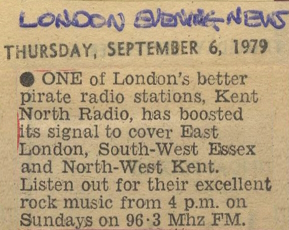 LONDON EVENING NEWS
THURSDAY, SEPTEMBER 6, 1979
● ONE of London's better
pirate radio stations, Kent
North Radio, has boosted
its signal to cover East
London, South-West Essex
and North-West Kent.
Listen out for their excellent
rock music from 4 p.m. on
Sundays on 96·3 Mhz FM.